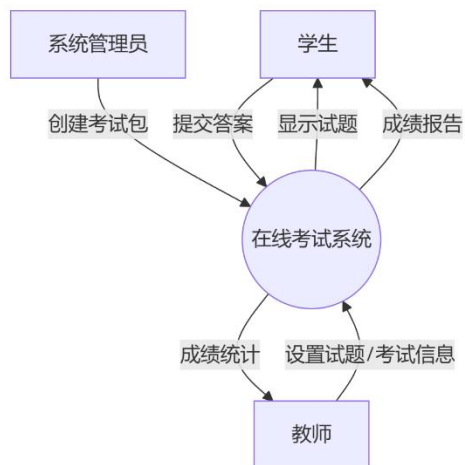 系统管理员
学生
创建考试包
提交答案
显示试题
成绩报告
在线考试系统
成绩统计
设置试题/考试信息
教师